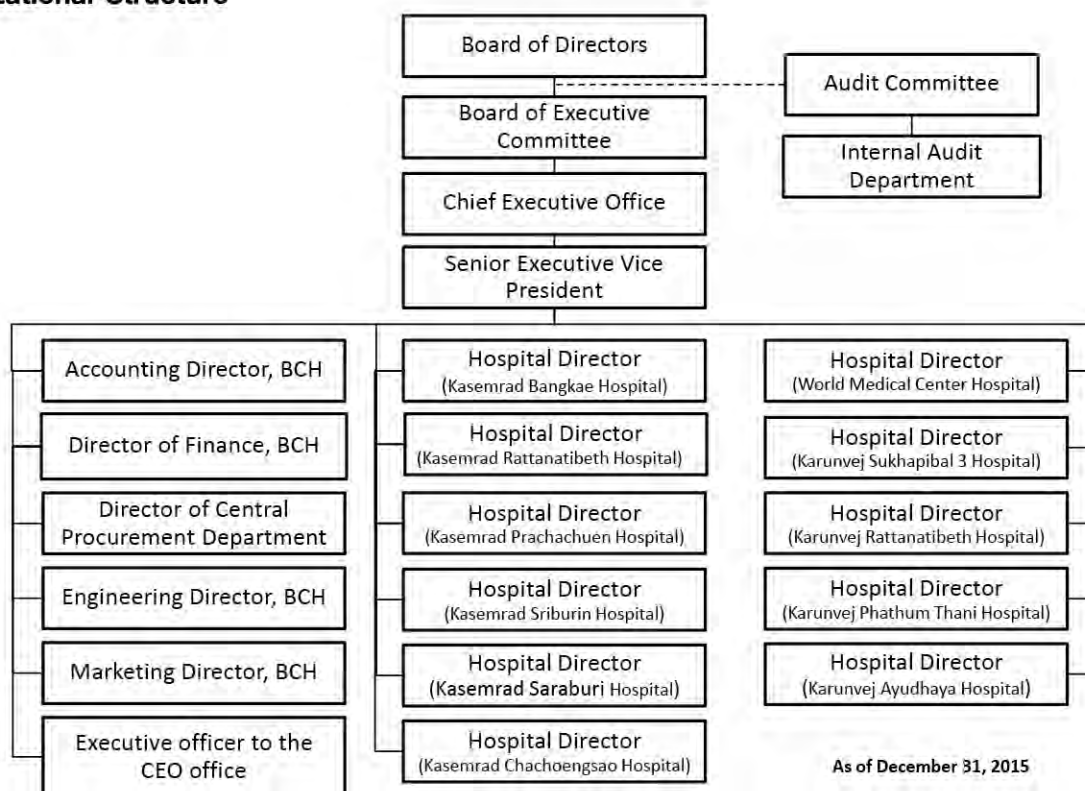 Structure
Board of Directors
Audit Committee
Board of Executive
Committee
Internal Audit
Department
Chief Executive Office
Senior Executive Vice
President
Accounting Director, BCH
Director of Finance, BCH
Director of Central
Procurement Department
Engineering Director, BCH
Marketing Director, BCH
Executive officer to the
CEO office
Hospital Director
(Kasemrad Bangkae Hospital)
Hospital Director
(Kasemrad Rattanatibeth Hospital)
Hospital Director
(Kasemrad Prachachuen Hospital)
Hospital Director
(Kasemrad Sriburin Hospital)
Hospital Director
(Kasemrad Saraburi Hospital)
Hospital Director
(Kasemrad Chachoengsao Hospital)
Hospital Director
(World Medical Center Hospital)
Hospital Director
(Karunvej Sukhapibal 3 Hospital)
Hospital Director
(Karunvej Rattanatibeth Hospital)
Hospital Director
(Karunvej Phathum Thani Hospital)
Hospital Director
(Karunvej Ayudhaya Hospital)
As of December 31, 2015